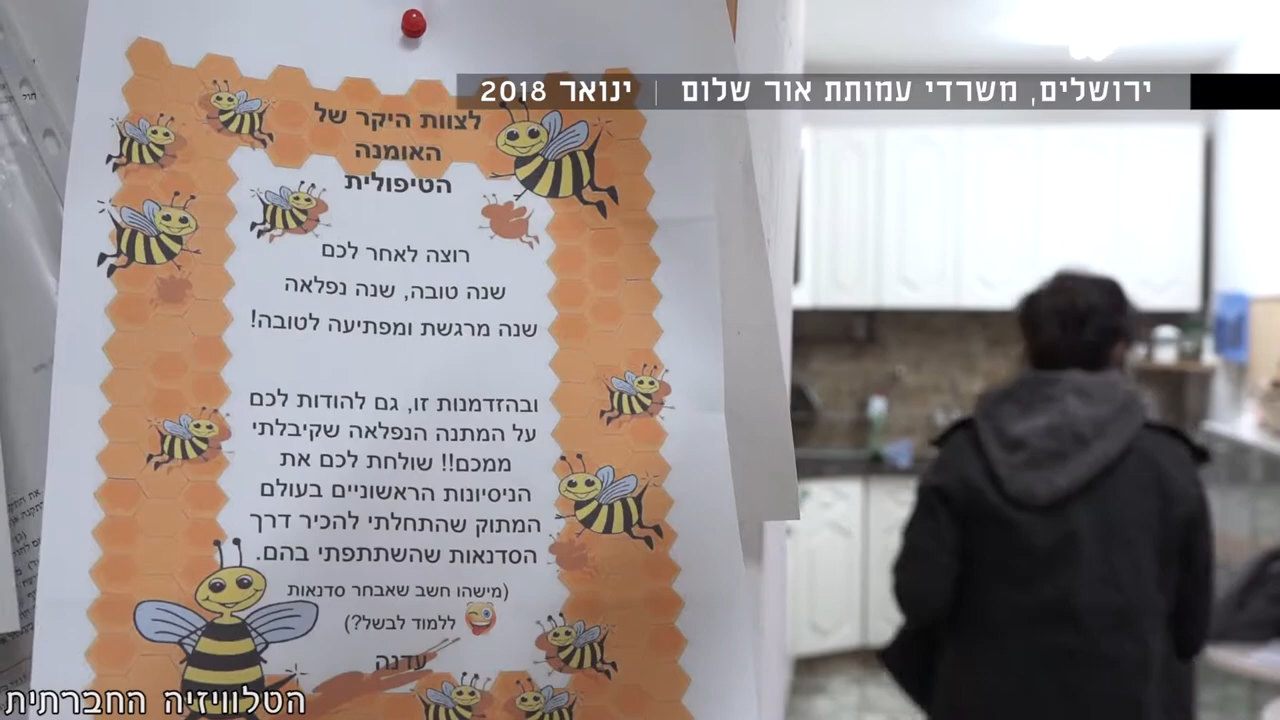 ירושלים, משרדי עמותת אור שלום | ינואר 2018
לצוות היקר של
האומנה
הטיפולית
רוצה לאחר לכם
שנה טובה, שנה נפלאה
שנה מרגשת ומפתיעה לטובה!
ובהזדמנות זו, גם להודות לכם
על המתנה הנפלאה שקיבלתי
ממכם!! שולחת לכם את
הניסיונות הראשוניים בעולם
המתוק שהתחלתי להכיר דרך
הסדנאות שהשתתפתי בהם.
(מישהו חשב שאבחר סדנאות
ללמוד לבשל?)
עדנה
הטלוויזיה החברתית